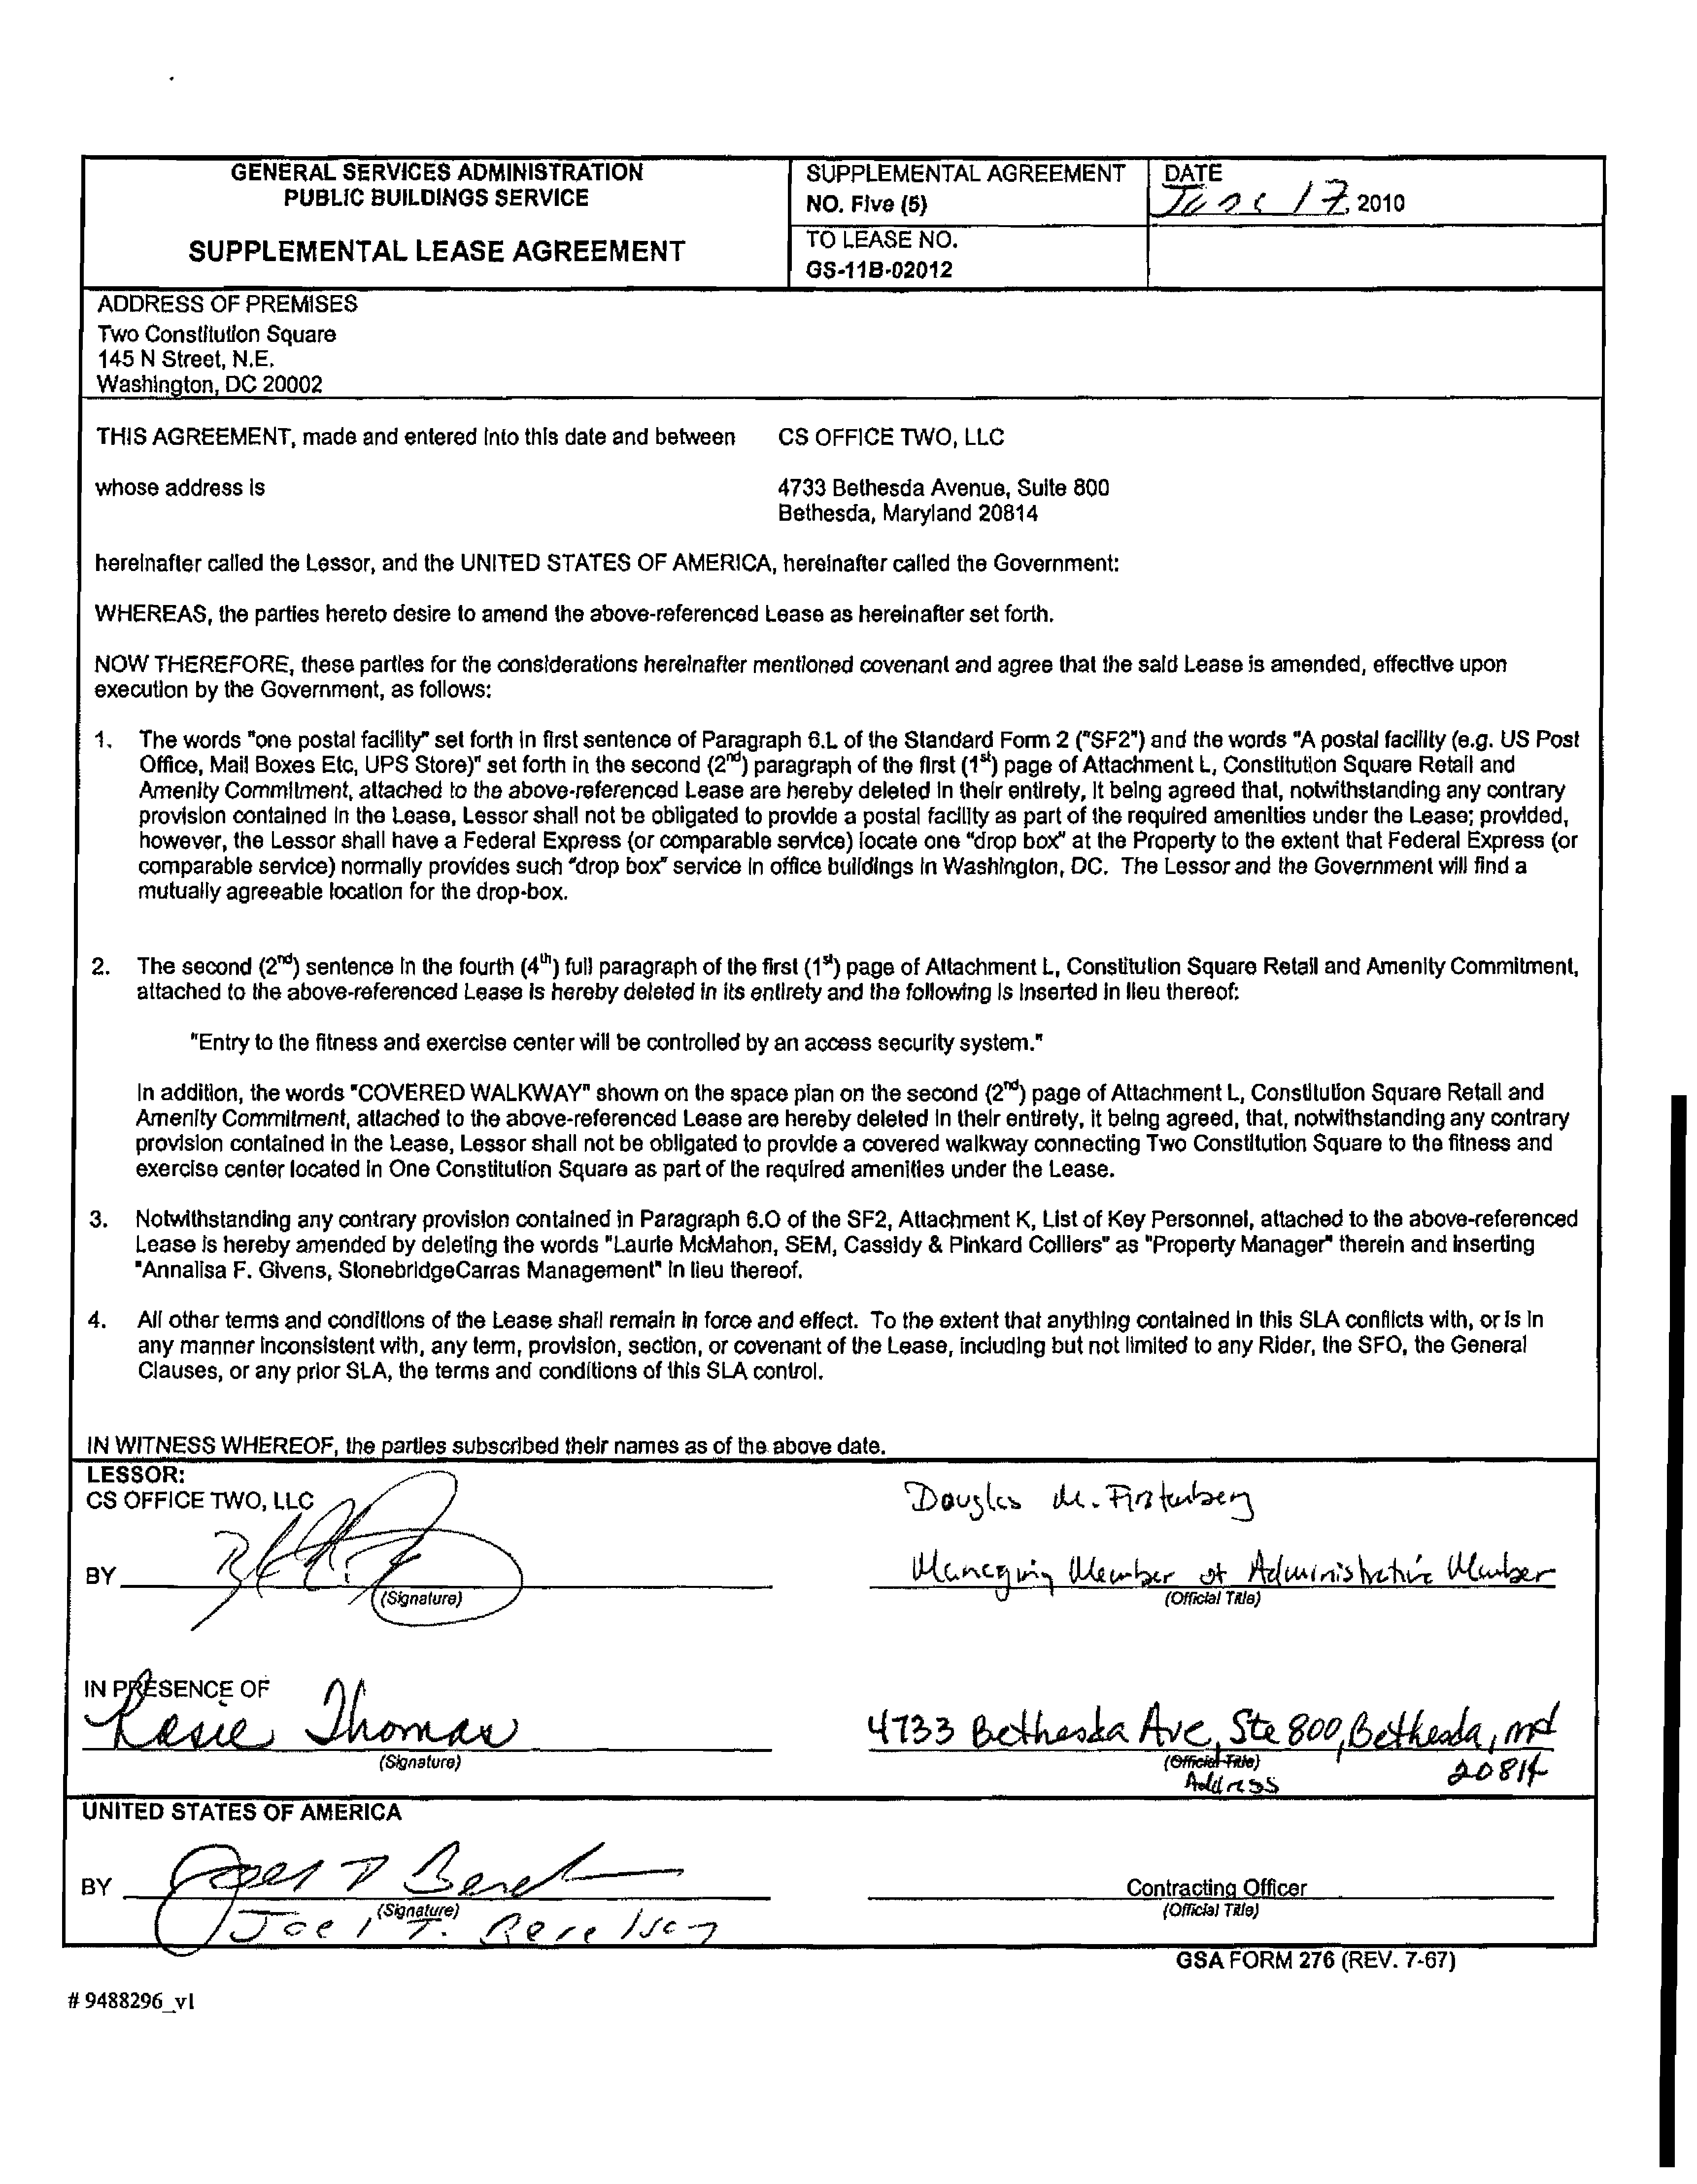 GENERAL SERVICES ADMINISTRATION
PUBLIC BUILDINGS SERVICE
SUPPLEMENTAL LEASE AGREEMENT
SUPPLEMENTAL AGREEMENT
NO. Five (5)
DATE
June 17, 2010
TO LEASE NO.
GS-11B-02012
ADDRESS OF PREMISES
Two Constitution Square
145 N Street, N.E.
Washington, DC 20002
THIS AGREEMENT, made and entered into this date and between CS OFFICE TWO, LLC
whose address is 4733 Bethesda Avenue, Suite 800
Bethesda, Maryland 20814
hereinafter called the Lessor, and the UNITED STATES OF AMERICA, hereinafter called the Government:
WHEREAS, the parties hereto desire to amend the above-referenced Lease as hereinafter set forth.
NOW THEREFORE, these parties for the considerations hereinafter mentioned covenant and agree that the said Lease is amended, effective upon
execution by the Government, as follows:
1. The words "one postal facility" set forth in first sentence of Paragraph 6.L of the Standard Form 2 ("SF2") and the words "A postal facility (e.g. US Post
Office, Mail Boxes Etc, UPS Store)" set forth in the second (2nd) paragraph of the first (1st) page of Attachment L, Constitution Square Retail and
Amenity Commitment, attached to the above-referenced Lease are hereby deleted in their entirety, it being agreed that, notwithstanding any contrary
provision contained in the Lease, Lessor shall not be obligated to provide a postal facility as part of the required amenities under the Lease; provided,
however, the Lessor shall have a Federal Express (or comparable service) locate one "drop box" at the Property to the extent that Federal Express (or
comparable service) normally provides such "drop box" service in office buildings in Washington, DC. The Lessor and the Government will find a
mutually agreeable location for the drop-box.
2. The second (2nd) sentence in the fourth (4th) full paragraph of the first (1st) page of Attachment L, Constitution Square Retail and Amenity Commitment,
attached to the above-referenced Lease is hereby deleted in its entirety and the following is inserted in lieu thereof:
"Entry to the fitness and exercise center will be controlled by an access security system."
In addition, the words "COVERED WALKWAY" shown on the space plan on the second (2nd) page of Attachment L, Constitution Square Retail and
Amenity Commitment, attached to the above-referenced Lease are hereby deleted in their entirety, it being agreed, that, notwithstanding any contrary
provision contained in the Lease, Lessor shall not be obligated to provide a covered walkway connecting Two Constitution Square to the fitness and
exercise center located in One Constitution Square as part of the required amenities under the Lease.
3. Notwithstanding any contrary provision contained in Paragraph 6.O of the SF2, Attachment K, List of Key Personnel, attached to the above-referenced
Lease is hereby amended by deleting the words "Laurie McMahon, SEM, Cassidy & Pinkard Colliers" as "Property Manager" therein and inserting
"Annalisa F. Givens, StonebridgeCarras Management" in lieu thereof.
4. All other terms and conditions of the Lease shall remain in force and effect. To the extent that anything contained in this SLA conflicts with, or is in
any manner inconsistent with, any term, provision, section, or covenant of the Lease, including but not limited to any Rider, the SFO, the General
Clauses, or any prior SLA, the terms and conditions of this SLA control.
IN WITNESS WHEREOF, the parties subscribed their names as of the above date.
LESSOR:
CS OFFICE TWO, LLC
Douglas M. Firstenberg
BY
Managing Member of Administrative Member
(Signature) (Official Title)
IN PRESENCE OF
Rosie Thomas 4733 Bethesda Ave, Ste 800, Bethesda, md
(Signature) (Official Title) 20814
Address
UNITED STATES OF AMERICA
BY Joel T Contracting Officer
(Signature) (Official Title)
Joel T. Berelson
GSA FORM 276 (REV. 7-67)
# 9488296_v1